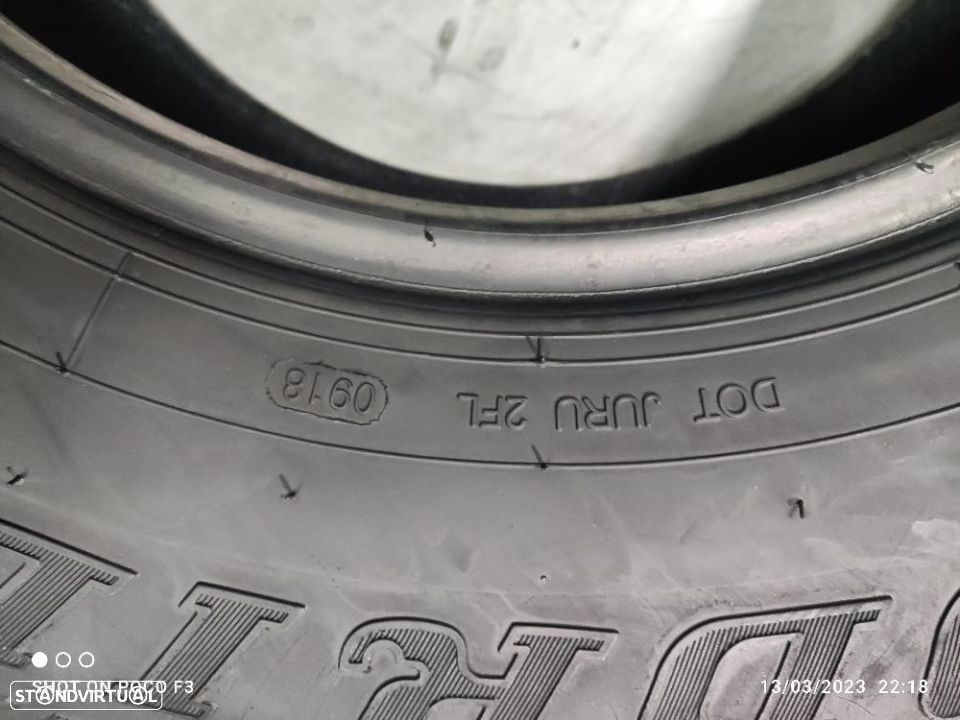 DOT JURU 2FL 0918
SHOT ON POCO F3
13/03/2023 22:18
STANDVIRTUAL